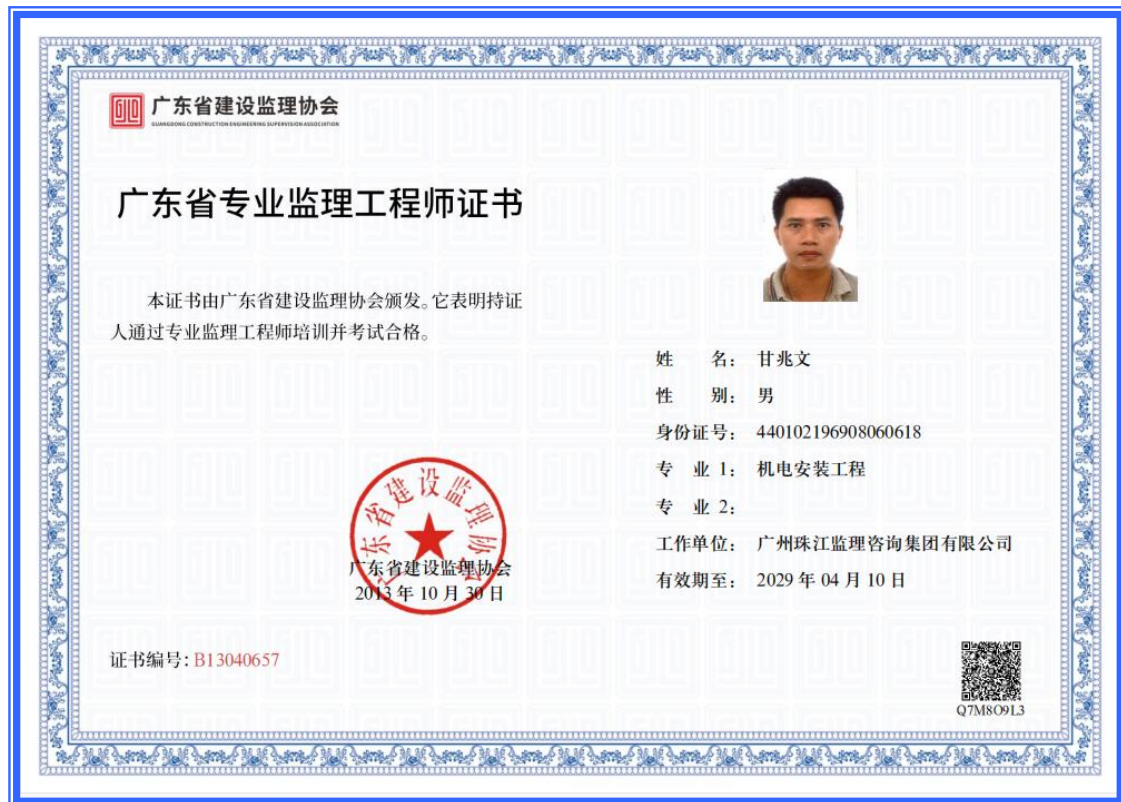 广东省建设监理协会
GUANGDONG CONSTRUCTION ENGINEERING SUPERVISION ASSOCIATION
广东省专业监理工程师证书
本证书由广东省建设监理协会颁发。它表明持证
人通过专业监理工程师培训并考试合格。
姓 名： 甘兆文
性 别： 男
身份证号： 440102196908060618
专 业 1： 机电安装工程
专 业 2：
工作单位： 广州珠江监理咨询集团有限公司
有效期至： 2029 年 04 月 10 日
广东省建设监理协会
广东省建设监理协会
2013 年 10 月 30 日
证书编号：B13040657
Q7M8O9L3